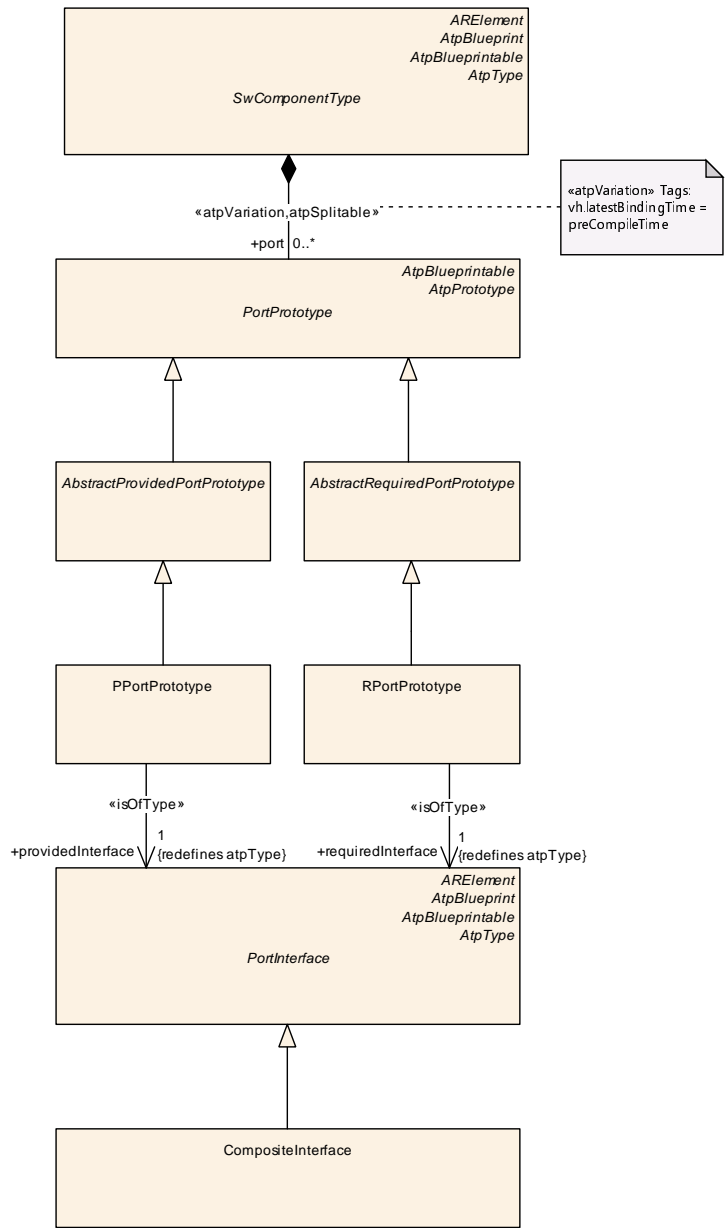 ARElement
AtpBlueprint
AtpBlueprintable
AtpType
SwComponentType
«atpVariation» Tags:
vh.latestBindingTime =
preCompileTime
«atpVariation,atpSplitable»
+port 0..*
AtpBlueprintable
AtpPrototype
PortPrototype
AbstractProvidedPortPrototype
AbstractRequiredPortPrototype
PPortPrototype
RPortPrototype
«isOfType»
«isOfType»
+providedInterface
1
{redefines atpType}
+requiredInterface
1
{redefines atpType}
ARElement
AtpBlueprint
AtpBlueprintable
AtpType
PortInterface
CompositeInterface